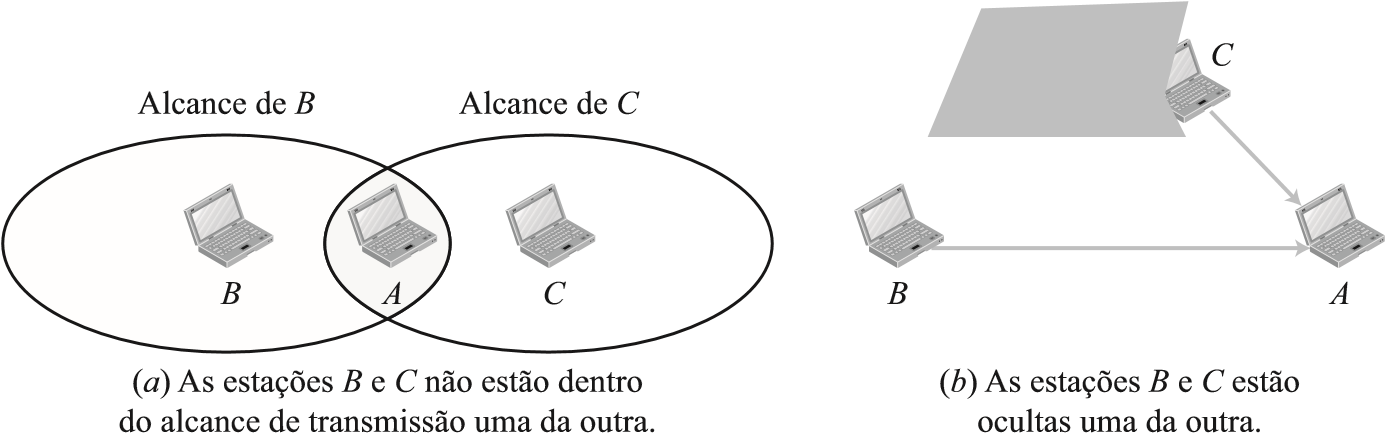 Alcance de B
Alcance de C
B
A
C
(a) As estações B e C não estão dentro
do alcance de transmissão uma da outra.
C
B
A
(b) As estações B e C estão
ocultas uma da outra.